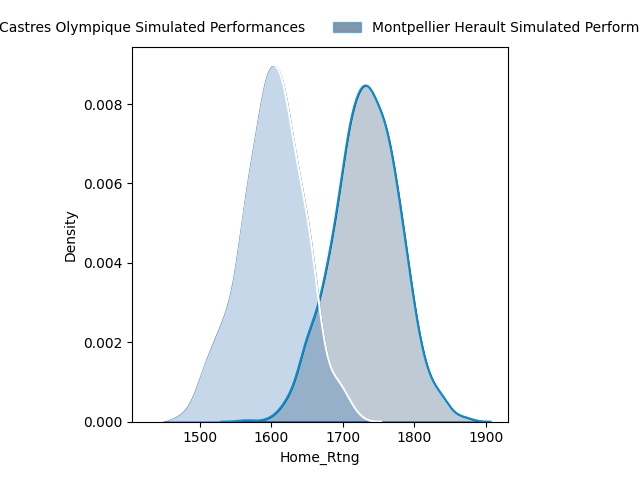 Castres Olympique Simulated Performances
Montpellier Herault Simulated Perform
0.008
0.006
0.004
0.002
0.000
Density
1500 1600 1700 1800 1900
Home_Rtng